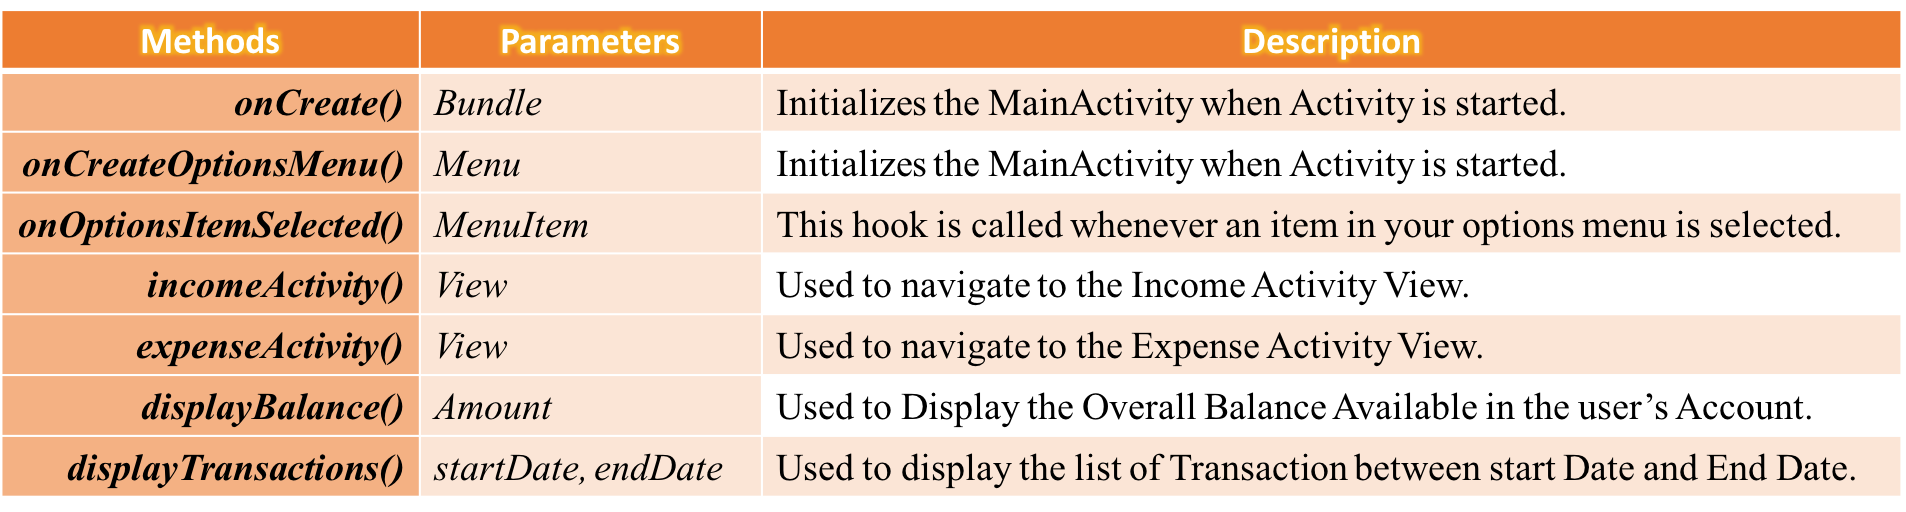 Methods Parameters Description
onCreate() Bundle Initializes the MainActivity when Activity is started.
onCreateOptionsMenu() Menu Initializes the MainActivity when Activity is started.
onOptionsItemSelected() MenuItem This hook is called whenever an item in your options menu is selected.
incomeActivity() View Used to navigate to the Income Activity View.
expenseActivity() View Used to navigate to the Expense Activity View.
displayBalance() Amount Used to Display the Overall Balance Available in the user’s Account.
displayTransactions() startDate, endDate Used to display the list of Transaction between start Date and End Date.